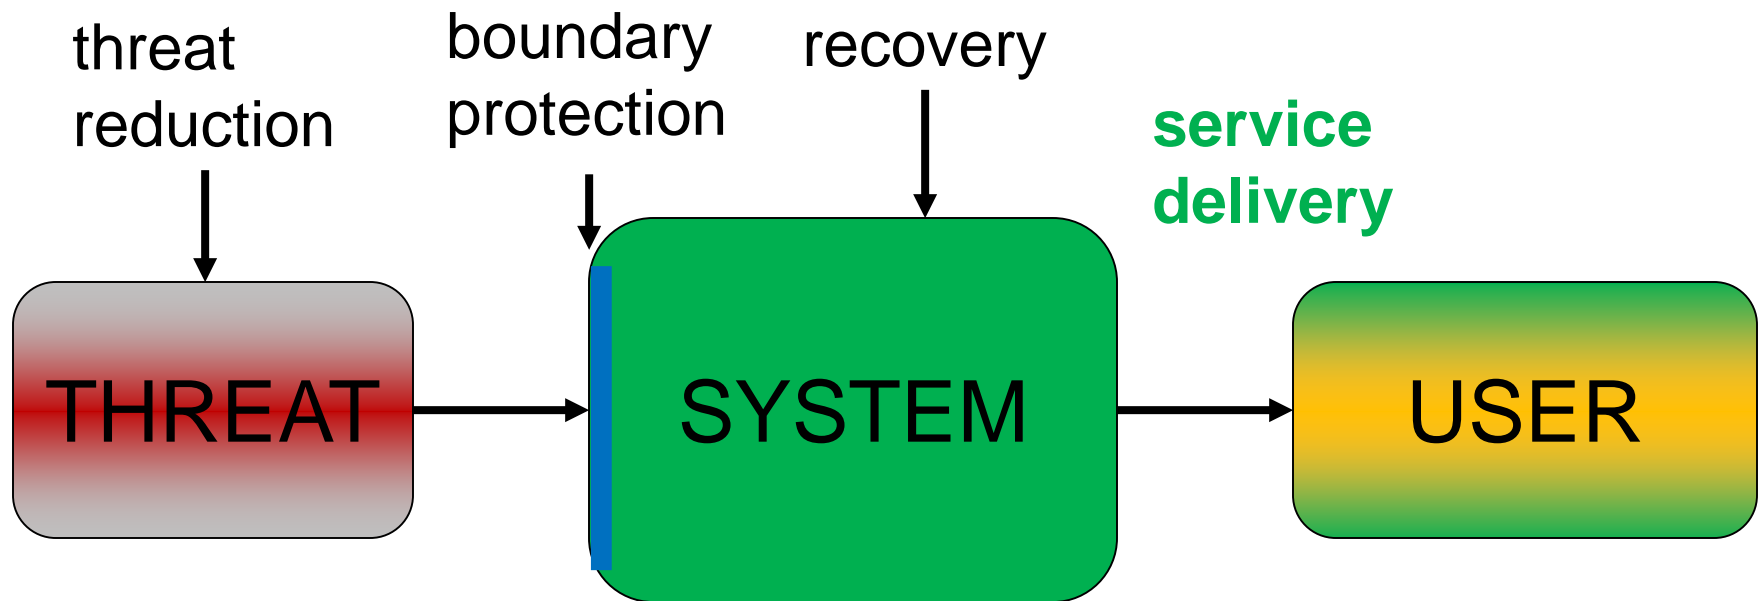 threat
reduction
boundary
protection
recovery
service
delivery
THREAT
SYSTEM
USER